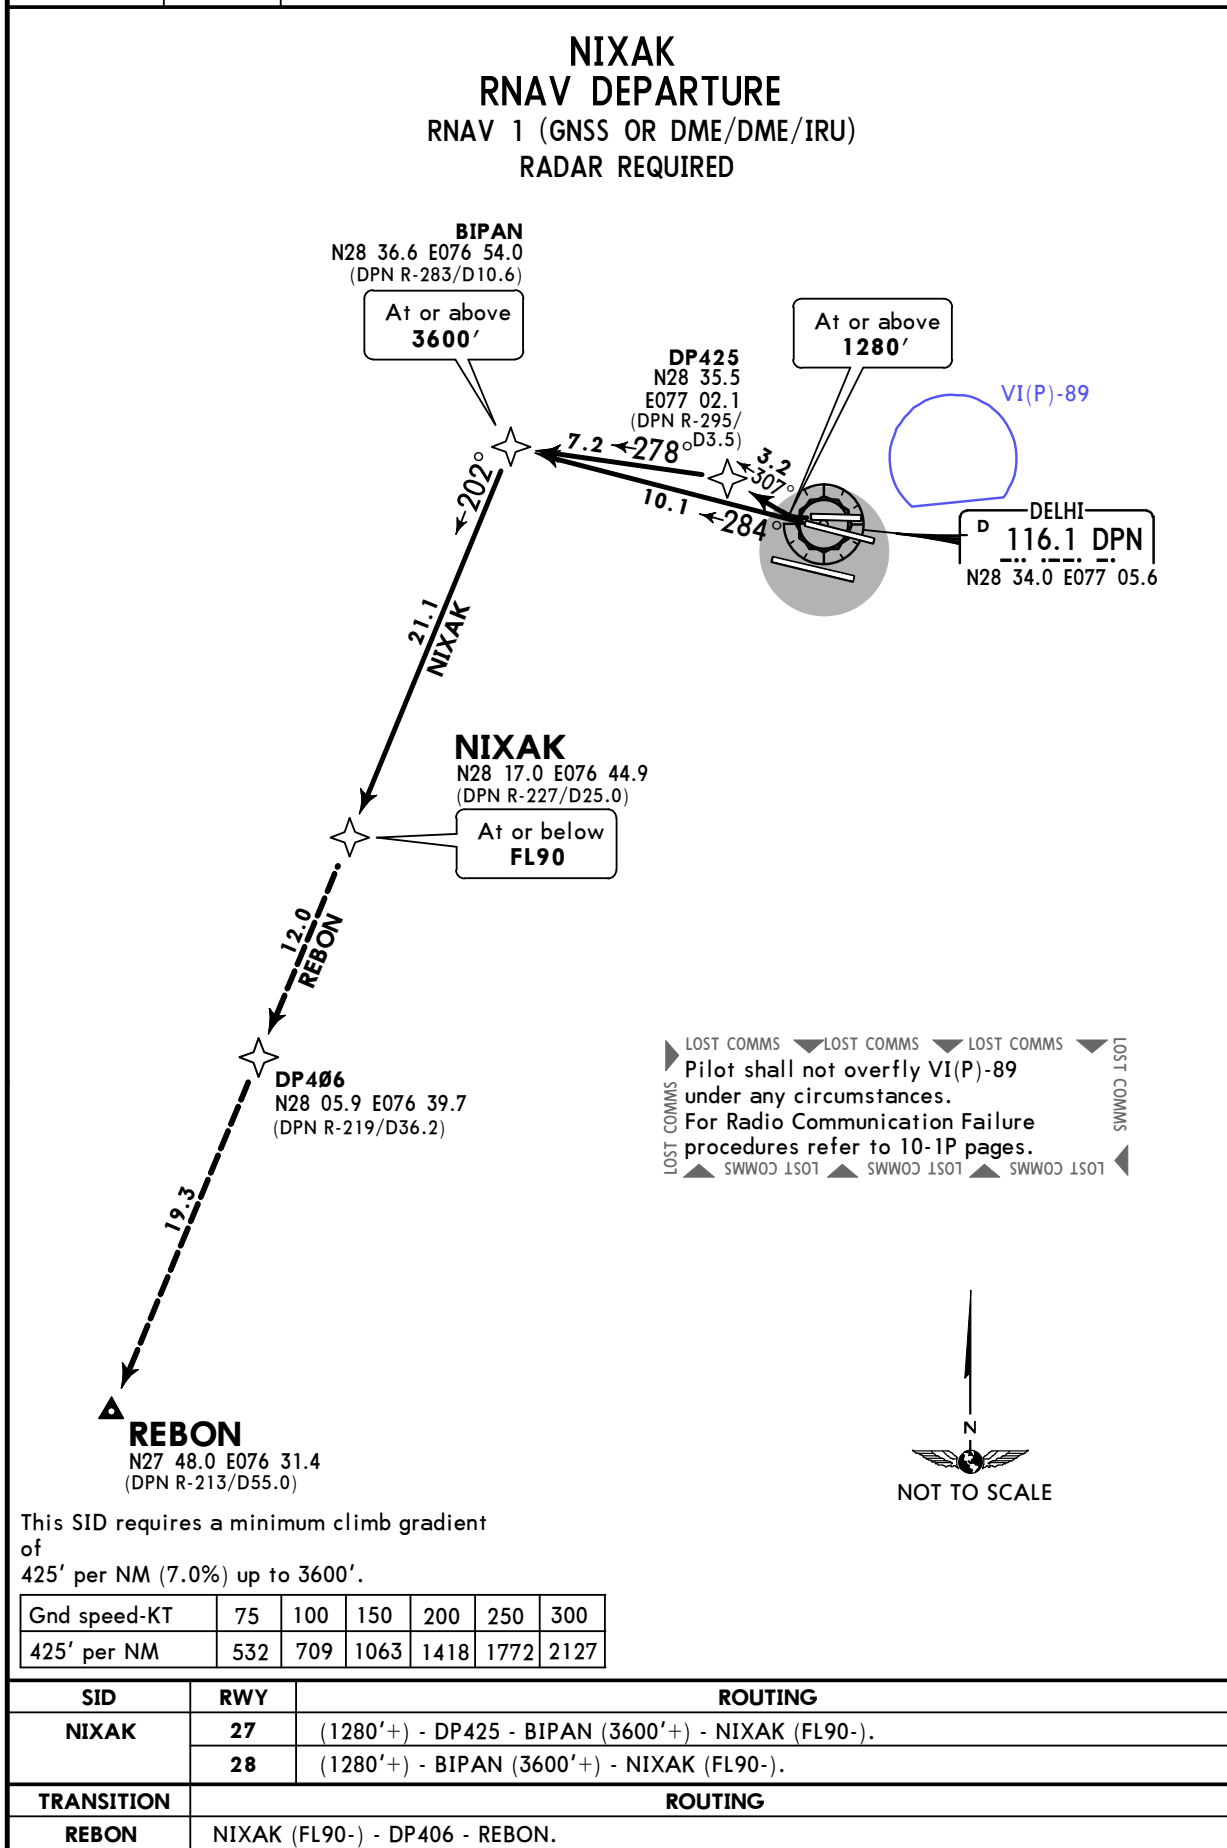 NIXAK
RNAV DEPARTURE
RNAV 1 (GNSS OR DME/DME/IRU)
RADAR REQUIRED
BIPAN
N28 36.6 E076 54.0
(DPN R-283/D10.6)
At or above
3600'
At or above
1280'
DP425
N28 35.5
E077 02.1
(DPN R-295/
D3.5)
VI(P)-89
7.2
278°
3.2
307°
10.1
284°
202°
DELHI
D
116.1 DPN
N28 34.0 E077 05.6
21.1
NIXAK
NIXAK
N28 17.0 E076 44.9
(DPN R-227/D25.0)
At or below
FL90
12.0
REBON
DP406
N28 05.9 E076 39.7
(DPN R-219/D36.2)
19.3
LOST COMMS LOST COMMS LOST COMMS
LOST COMMS
LOST COMMS
Pilot shall not overfly VI(P)-89
under any circumstances.
For Radio Communication Failure
procedures refer to 10-1P pages.
LOST COMMS LOST COMMS LOST COMMS
REBON
N27 48.0 E076 31.4
(DPN R-213/D55.0)
N
NOT TO SCALE
This SID requires a minimum climb gradient
of
425' per NM (7.0%) up to 3600'.
Gnd speed-KT 75 100 150 200 250 300
425' per NM 532 709 1063 1418 1772 2127
SID RWY ROUTING
NIXAK 27 (1280'+) - DP425 - BIPAN (3600'+) - NIXAK (FL90-).
28 (1280'+) - BIPAN (3600'+) - NIXAK (FL90-).
TRANSITION ROUTING
REBON NIXAK (FL90-) - DP406 - REBON.